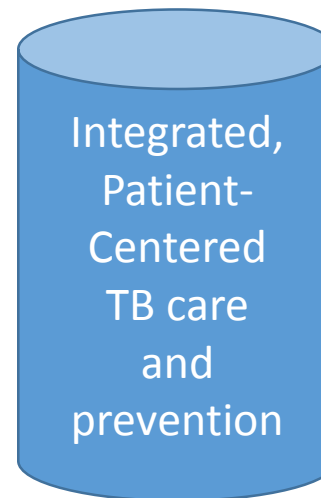 Integrated,
Patient-
Centered
TB care
and
prevention